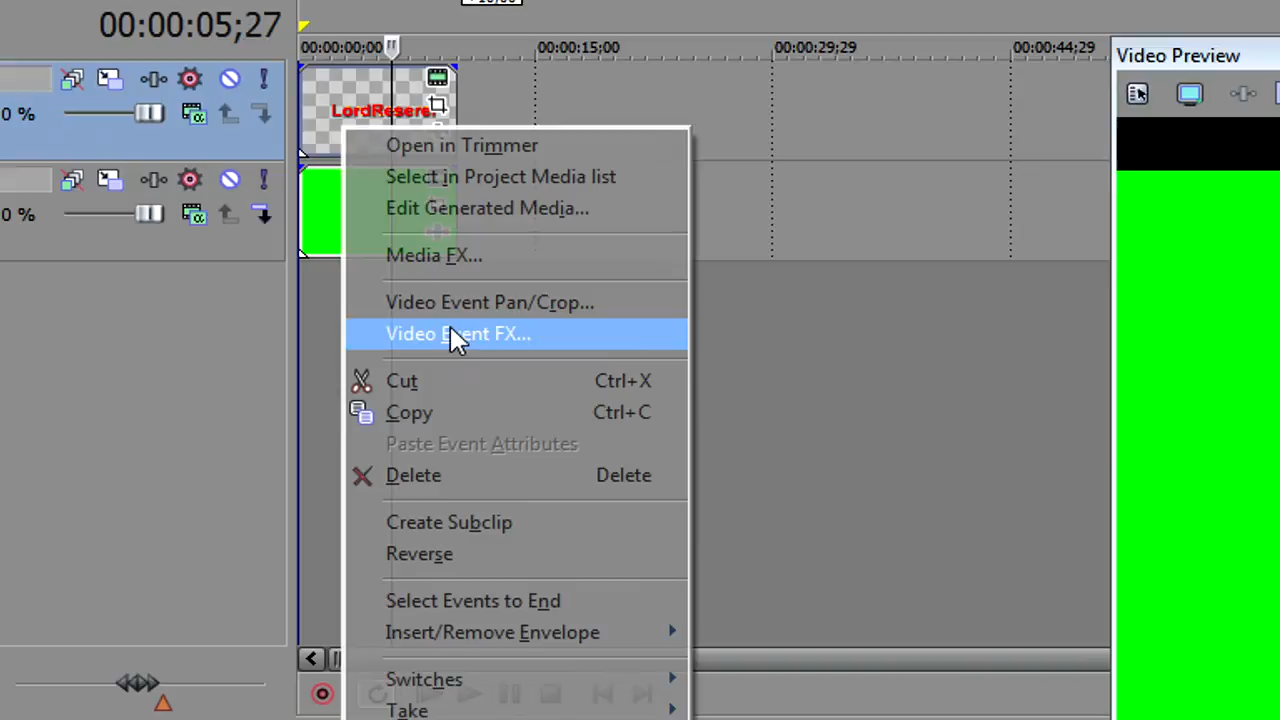 00:00:05;27
00:00:00;00
00:00:15;00
00:00:29;29
00:00:44;29
Video Preview
0 %
LordResere
Open in Trimmer
Select in Project Media list
0 %
Edit Generated Media...
Media FX...
Video Event Pan/Crop...
Video Event FX...
Cut Ctrl+X
Copy Ctrl+C
Paste Event Attributes
Delete Delete
Create Subclip
Reverse
Select Events to End
Insert/Remove Envelope
Switches
Take